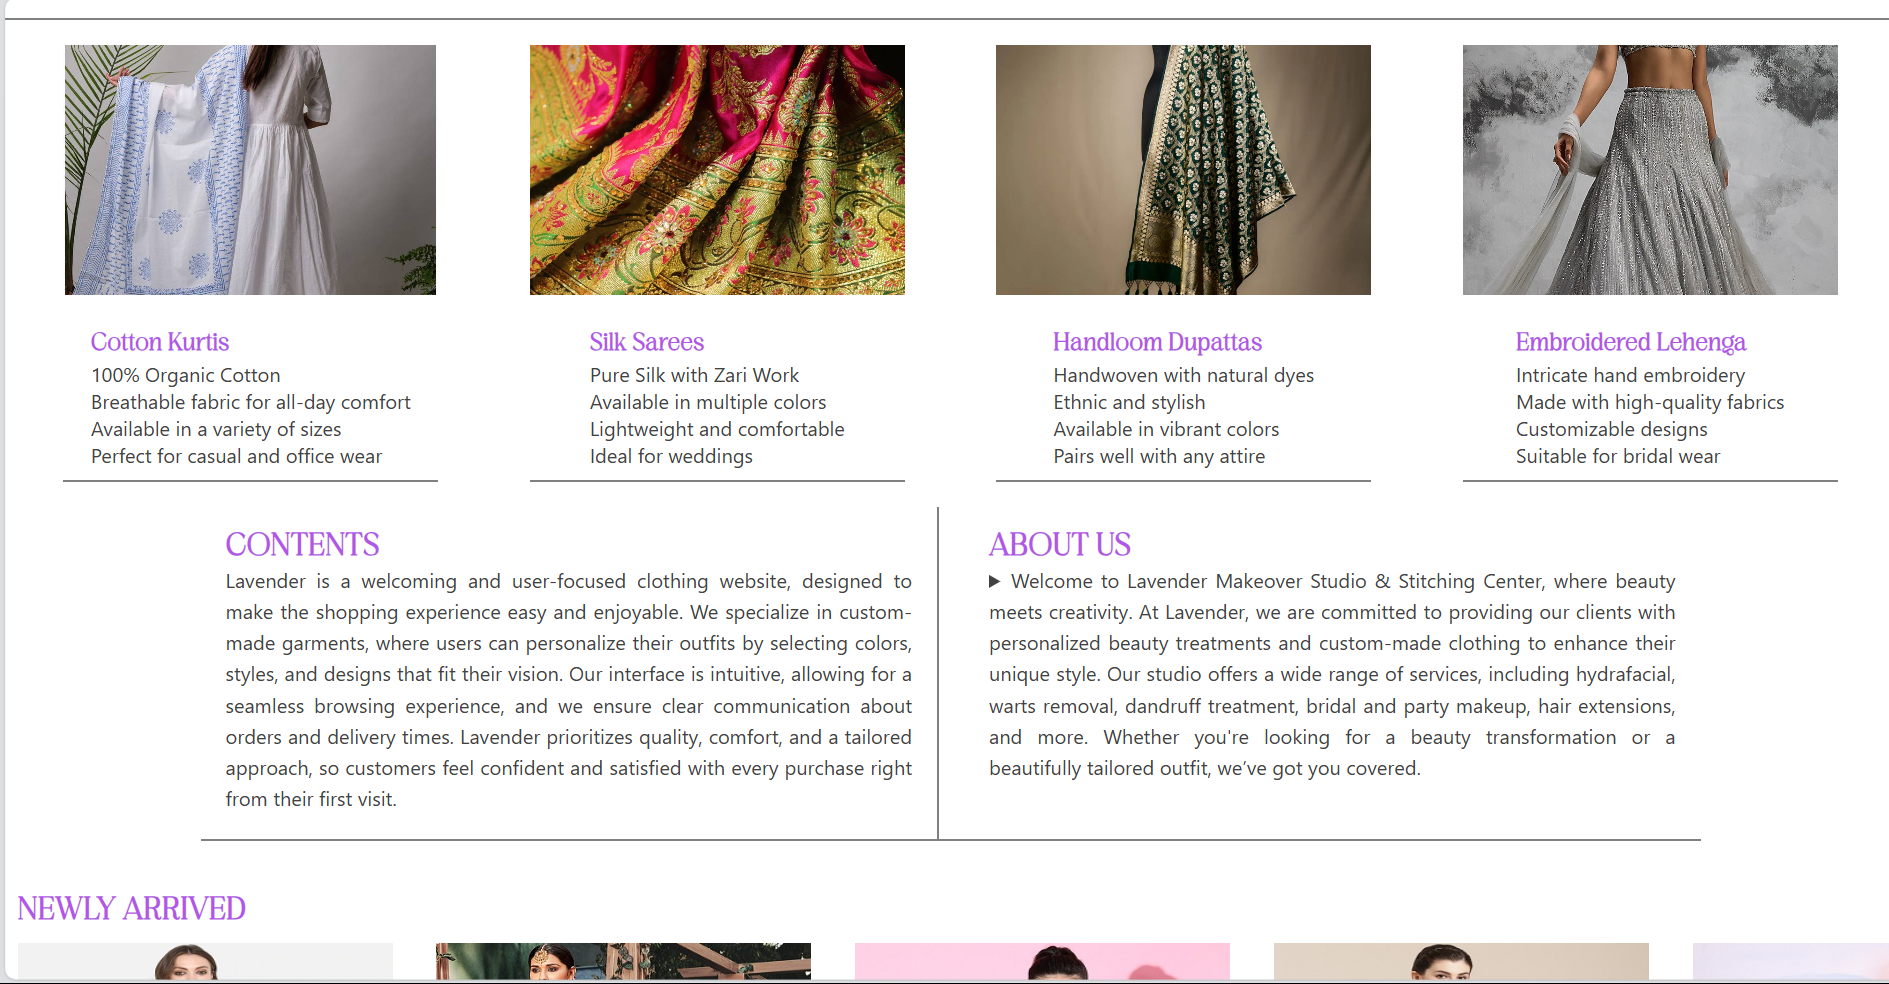 Cotton Kurtis
100% Organic Cotton
Breathable fabric for all-day comfort
Available in a variety of sizes
Perfect for casual and office wear
Silk Sarees
Pure Silk with Zari Work
Available in multiple colors
Lightweight and comfortable
Ideal for weddings
Handloom Dupattas
Handwoven with natural dyes
Ethnic and stylish
Available in vibrant colors
Pairs well with any attire
Embroidered Lehenga
Intricate hand embroidery
Made with high-quality fabrics
Customizable designs
Suitable for bridal wear
CONTENTS
Lavender is a welcoming and user-focused clothing website, designed to
make the shopping experience easy and enjoyable. We specialize in custom-
made garments, where users can personalize their outfits by selecting colors,
styles, and designs that fit their vision. Our interface is intuitive, allowing for a
seamless browsing experience, and we ensure clear communication about
orders and delivery times. Lavender prioritizes quality, comfort, and a tailored
approach, so customers feel confident and satisfied with every purchase right
from their first visit.
ABOUT US
▶ Welcome to Lavender Makeover Studio & Stitching Center, where beauty
meets creativity. At Lavender, we are committed to providing our clients with
personalized beauty treatments and custom-made clothing to enhance their
unique style. Our studio offers a wide range of services, including hydrafacial,
warts removal, dandruff treatment, bridal and party makeup, hair extensions,
and more. Whether you're looking for a beauty transformation or a
beautifully tailored outfit, we’ve got you covered.
NEWLY ARRIVED